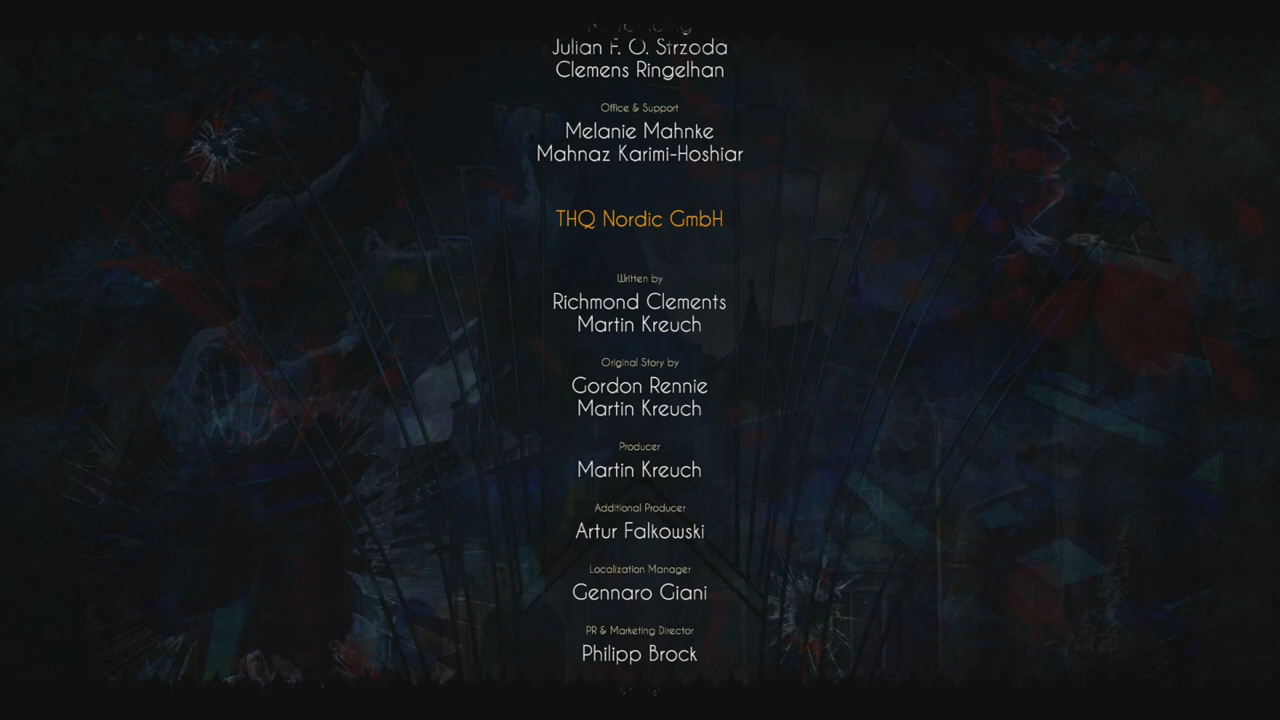 Julian F. O. Strzoda
Clemens Ringelhan
Office & Support
Melanie Mahnke
Mahnaz Karimi-Hoshiar
THQ Nordic GmbH
Written by
Richmond Clements
Martin Kreuch
Original Story by
Gordon Rennie
Martin Kreuch
Producer
Martin Kreuch
Additional Producer
Artur Falkowski
Localization Manager
Gennaro Giani
PR & Marketing Director
Philipp Brock